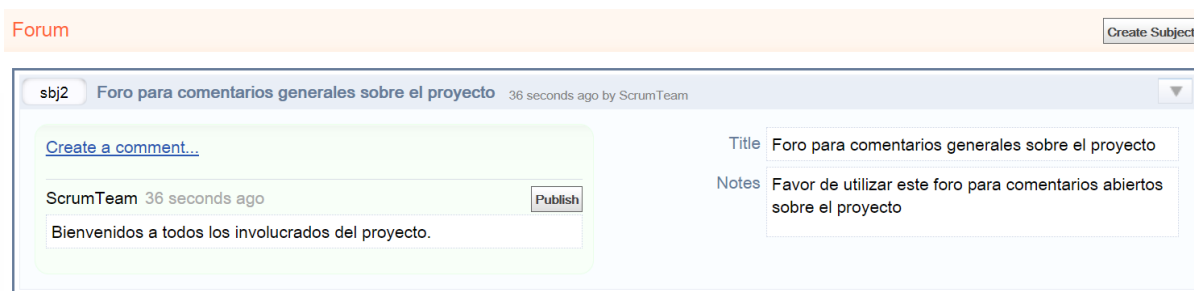 Forum
Create Subject
sbj2 Foro para comentarios generales sobre el proyecto 36 seconds ago by ScrumTeam
Create a comment...
ScrumTeam 36 seconds ago Publish
Bienvenidos a todos los involucrados del proyecto.
Title Foro para comentarios generales sobre el proyecto
Notes Favor de utilizar este foro para comentarios abiertos
sobre el proyecto